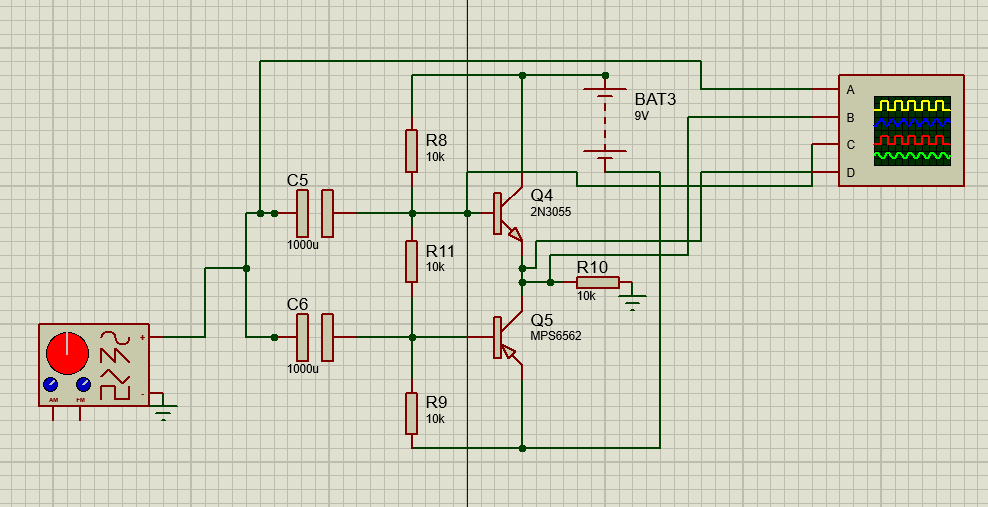 BAT3
9V
A
B
C
D
R8
10k
C5
1000u
Q4
2N3055
R11
10k
R10
10k
C6
1000u
Q5
MPS6562
+
-
AM
FM
R9
10k